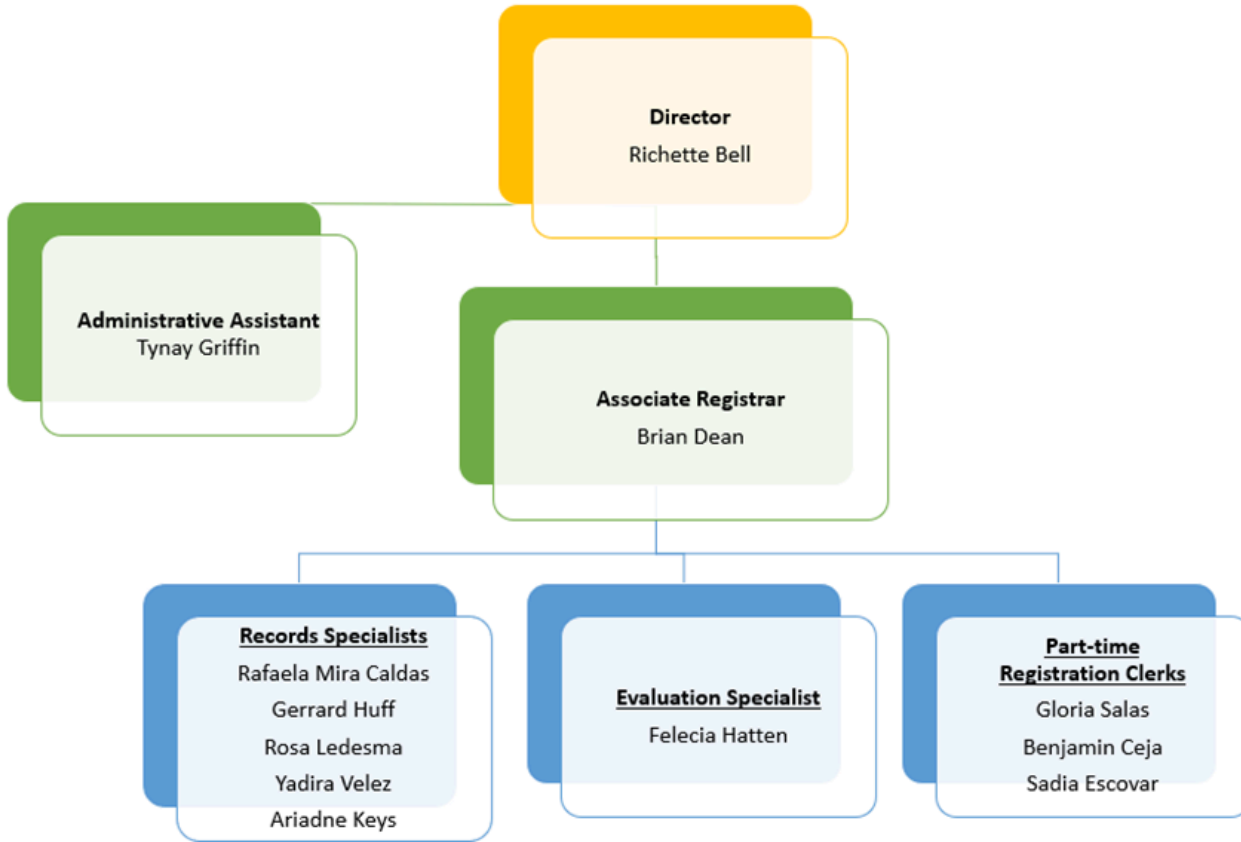 Director
Richette Bell
Administrative Assistant
Tynay Griffin
Associate Registrar
Brian Dean
Records Specialists
Rafaela Mira Caldas
Gerrard Huff
Rosa Ledesma
Yadira Velez
Ariadne Keys
Evaluation Specialist
Felecia Hatten
Part-time
Registration Clerks
Gloria Salas
Benjamin Ceja
Sadia Escovar